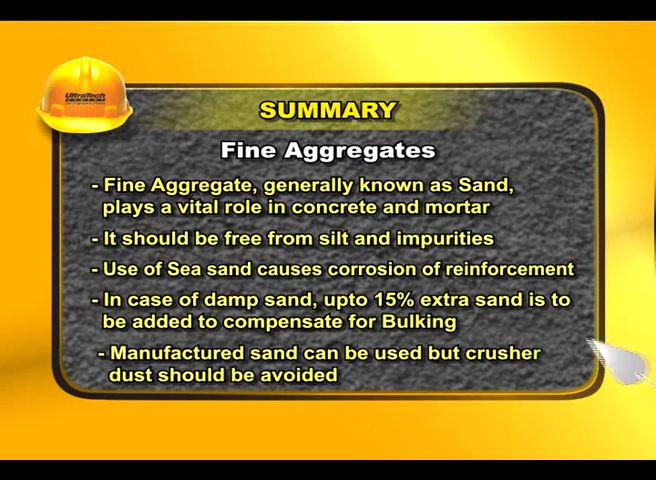 UltraTech
SUMMARY
Fine Aggregates
- Fine Aggregate, generally known as Sand,
plays a vital role in concrete and mortar
- It should be free from silt and impurities
- Use of Sea sand causes corrosion of reinforcement
- In case of damp sand, upto 15% extra sand is to
be added to compensate for Bulking
- Manufactured sand can be used but crusher
dust should be avoided